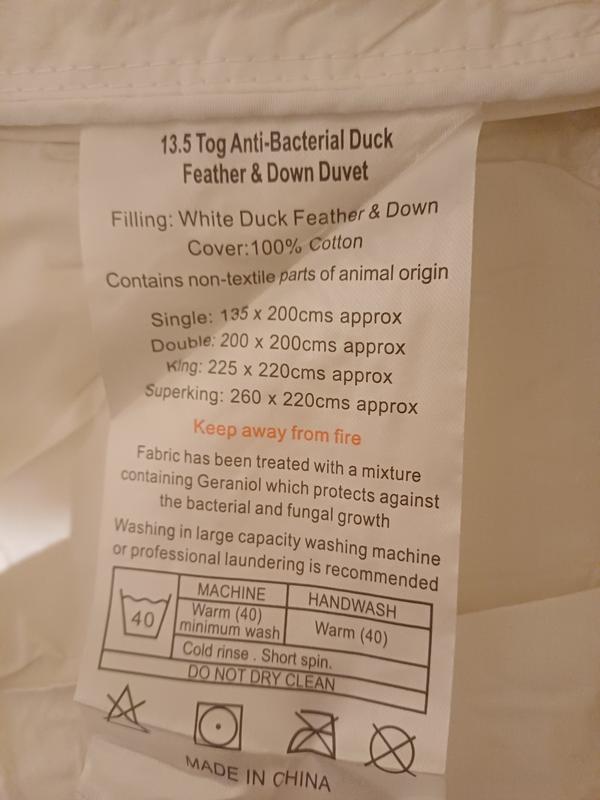 13.5 Tog Anti-Bacterial Duck
Feather & Down Duvet
Filling: White Duck Feather & Down
Cover:100% Cotton
Contains non-textile parts of animal origin
Single: 135 x 200cms approx
Double: 200 x 200cms approx
King: 225 x 220cms approx
Superking: 260 x 220cms approx
Keep away from fire
Fabric has been treated with a mixture
containing Geraniol which protects against
the bacterial and fungal growth
Washing in large capacity washing machine
or professional laundering is recommended
40
MACHINE HANDWASH
Warm (40)
minimum wash
Warm (40)
Cold rinse . Short spin.
DO NOT DRY CLEAN
MADE IN CHINA